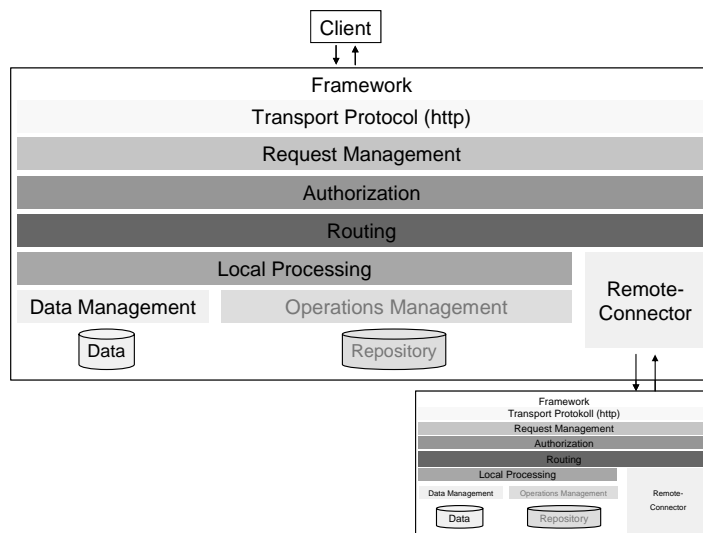 Client
Framework
Transport Protocol (http)
Request Management
Authorization
Routing
Local Processing
Data Management
Operations Management
Remote-
Connector
Data
Repository
Framework
Transport Protokoll (http)
Request Management
Authorization
Routing
Local Processing
Data Management
Operations Management
Remote-
Connector
Data
Repository